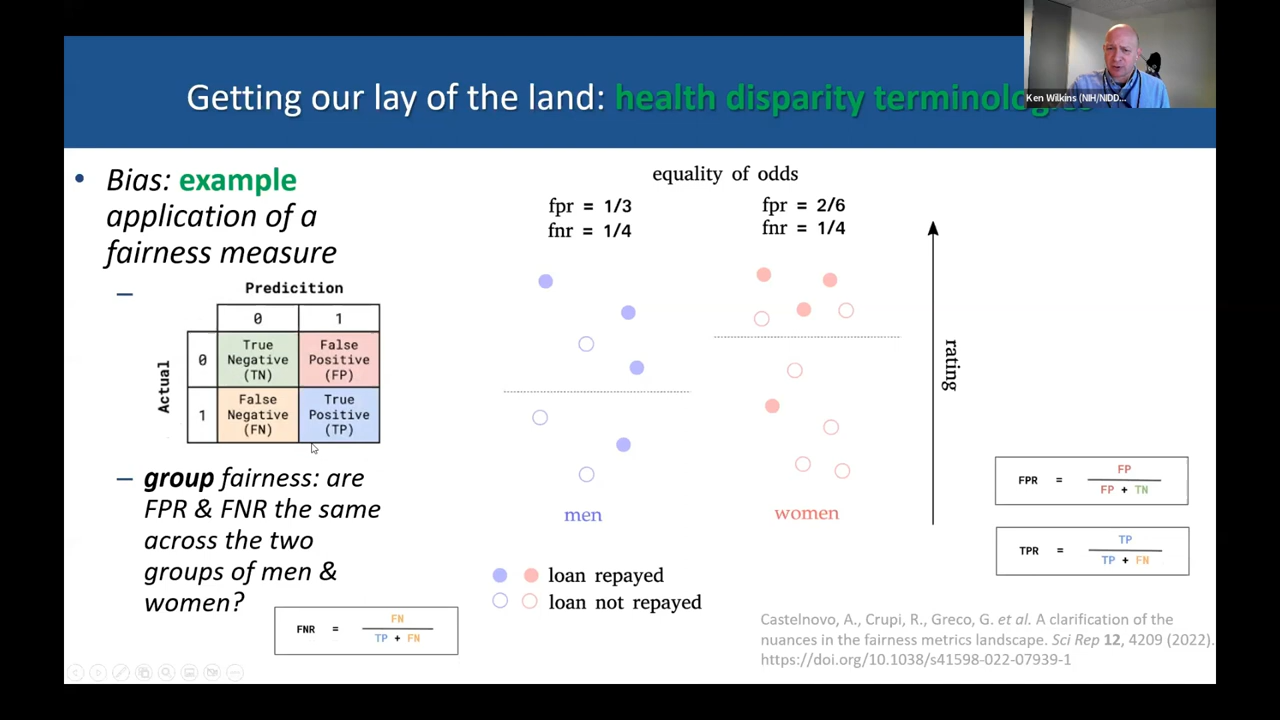 Getting our lay of the land: health disparity
Ken Wilkins (NIH/NIDD...
• Bias: example
application of a
fairness measure
–
Predicition
0 1
Actual
0 True Negative (TN) False Positive (FP)
1 False Negative (FN) True Positive (TP)
– group fairness: are
FPR & FNR the same
across the two
groups of men &
women?
FNR = FN / TP + FN
equality of odds
fpr = 1/3
fnr = 1/4
fpr = 2/6
fnr = 1/4
rating
men
women
loan repayed
loan not repayed
FPR = FP / FP + TN
TPR = TP / TP + FN
Castelnovo, A., Crupi, R., Greco, G. et al. A clarification of the
nuances in the fairness metrics landscape. Sci Rep 12, 4209 (2022).
https://doi.org/10.1038/s41598-022-07939-1